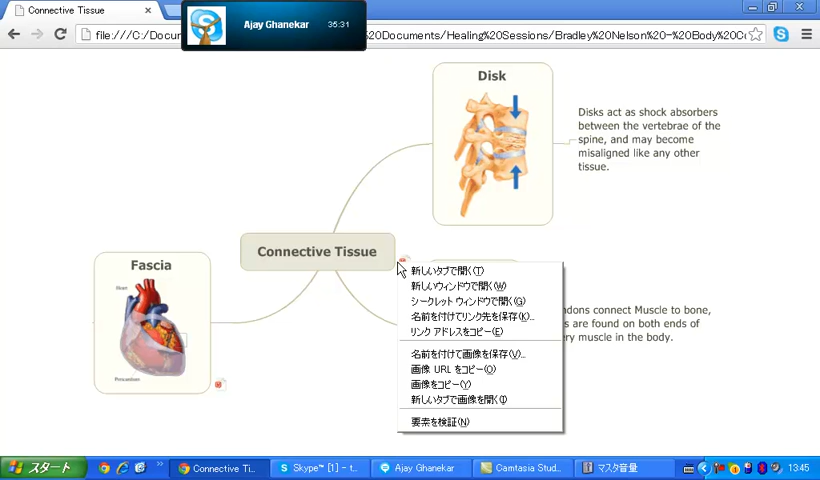 Connective Tissue
Ajay Ghanekar
35:31
file:///C:/Docum
%20Documents/Healing%20Sessions/Bradley%20Nelson%20-%20Body%20Co
Disk
Disks act as shock absorbers
between the vertebrae of the
spine, and may become
misaligned like any other
tissue.
Connective Tissue
Fascia
Heart
Pericardium
新しいタブで開く(T)
新しいウィンドウで開く(W)
シークレット ウィンドウで開く(G)
名前を付けてリンク先を保存(K)...
リンク アドレスをコピー(E)
名前を付けて画像を保存(V)...
画像 URL をコピー(O)
画像をコピー(Y)
新しいタブで画像を開く(I)
要素を検証(N)
ndons connect Muscle to bone,
s are found on both ends of
ery muscle in the body.
スタート
Connective Ti...
Skype™ [1] - t...
Ajay Ghanekar
Camtasia Stud...
マスタ音量
13:45